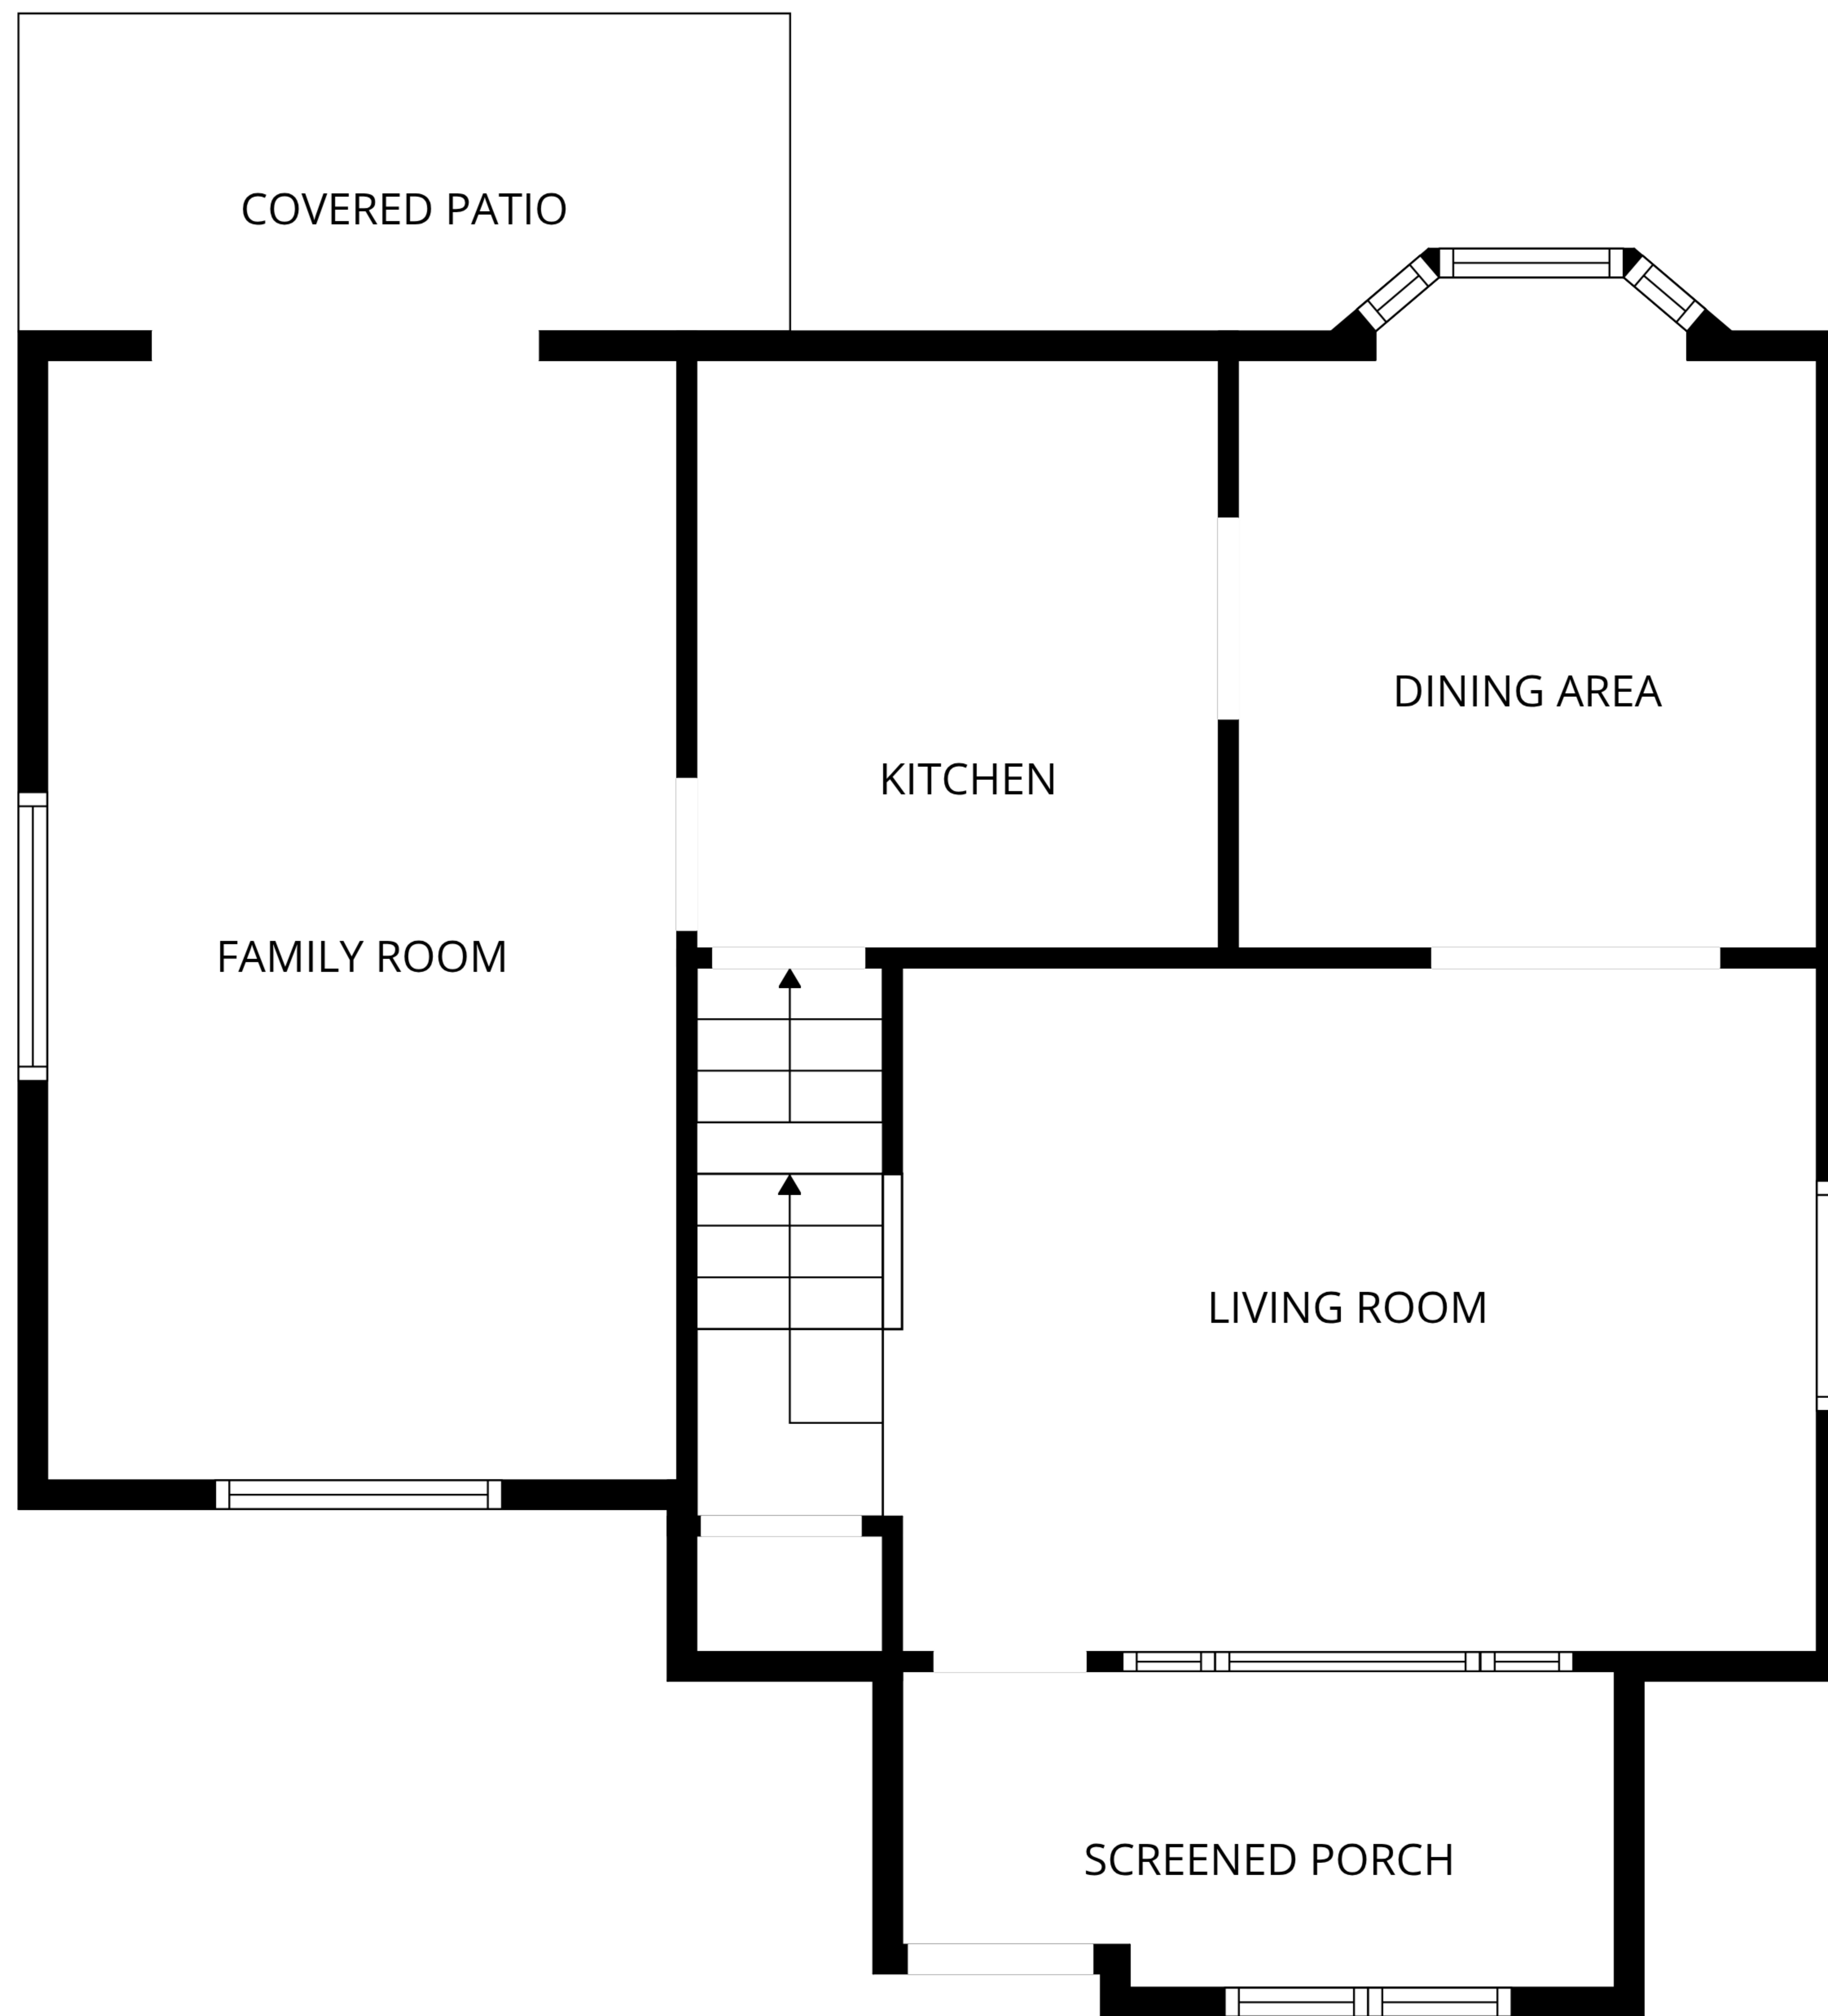 COVERED PATIO
DINING AREA
KITCHEN
FAMILY ROOM
LIVING ROOM
SCREENED PORCH